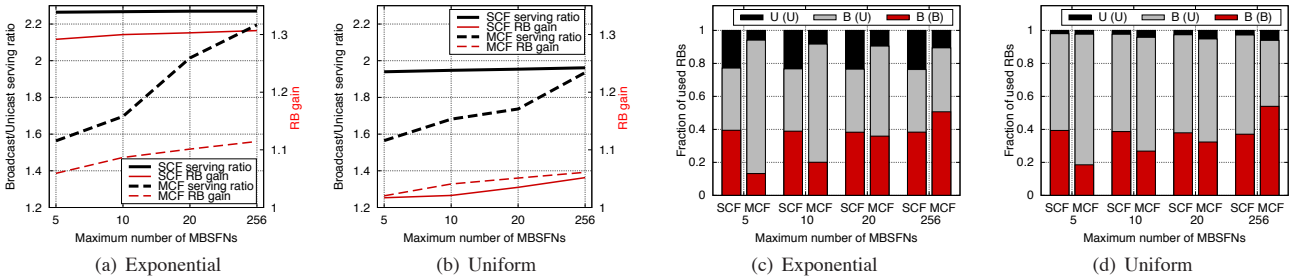 2.2
2
1.8
1.6
1.4
1.2
Broadcast/Unicast serving ratio
1.3
1.2
1.1
1
RB gain
SCF serving ratio
SCF RB gain
MCF serving ratio
MCF RB gain
5 10 20 256
Maximum number of MBSFNs
(a) Exponential
2.2
2
1.8
1.6
1.4
1.2
Broadcast/Unicast serving ratio
SCF serving ratio
SCF RB gain
MCF serving ratio
MCF RB gain
1.3
1.2
1.1
1
RB gain
5 10 20 256
Maximum number of MBSFNs
(b) Uniform
U (U) B (U) B (B)
1
0.8
0.6
0.4
0.2
0
Fraction of used RBs
SCF MCF SCF MCF SCF MCF SCF MCF
5 10 20 256
Maximum number of MBSFNs
(c) Exponential
U (U) B (U) B (B)
1
0.8
0.6
0.4
0.2
0
Fraction of used RBs
SCF MCF SCF MCF SCF MCF SCF MCF
5 10 20 256
Maximum number of MBSFNs
(d) Uniform